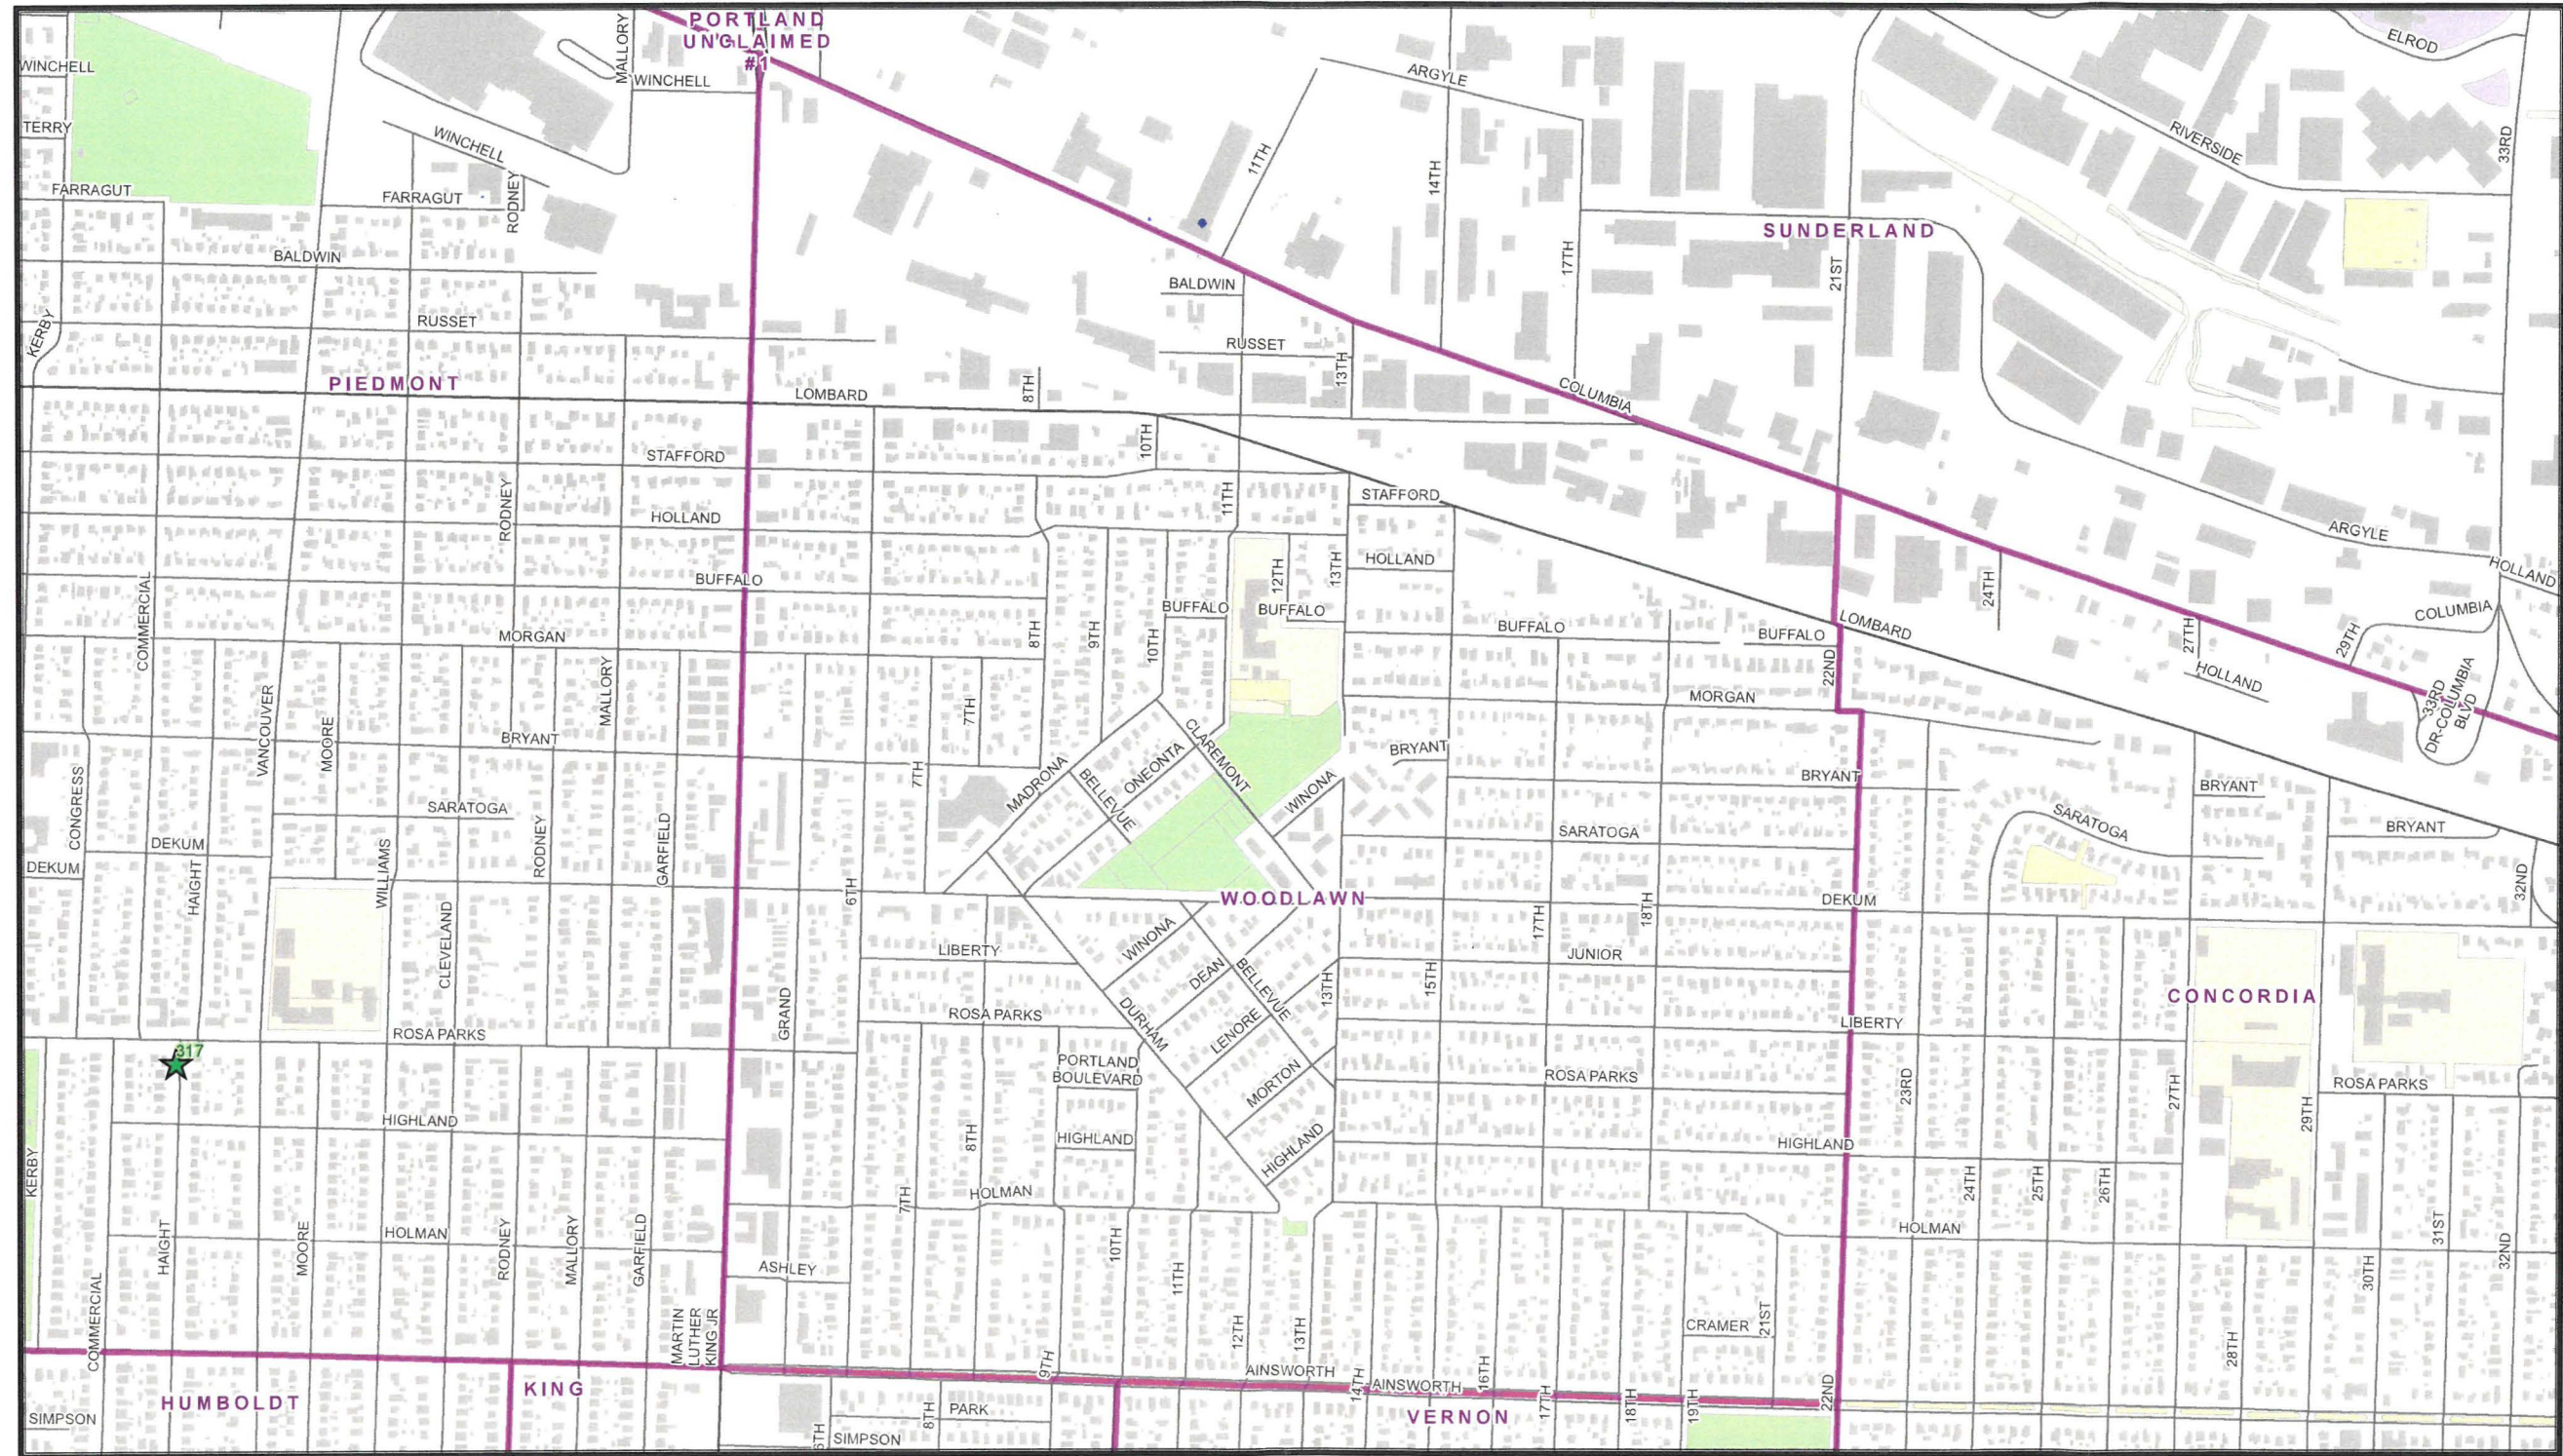 PORTLAND
UNCLAIMED
#1
MALLORY
ELROD
WINCHELL
WINCHELL
ARGYLE
TERRY
WINCHELL
RIVERSIDE
33RD
11TH
14TH
FARRAGUT
FARRAGUT
RODNEY
SUNDERLAND
BALDWIN
17TH
21ST
BALDWIN
KERBY
RUSSET
RUSSET
13TH
PIEDMONT
LOMBARD
8TH
COLUMBIA
10TH
STAFFORD
11TH
STAFFORD
RODNEY
HOLLAND
ARGYLE
HOLLAND
HOLLAND
12TH
13TH
24TH
BUFFALO
COMMERCIAL
BUFFALO
BUFFALO
COLUMBIA
LOMBARD
MORGAN
8TH
9TH
10TH
BUFFALO
BUFFALO
27TH
29TH
22ND
HOLLAND
MALLORY
MORGAN
VANCOUVER
MOORE
7TH
33RD
DR-COLUMBIA
BLVD
BRYANT
CLAREMONT
BRYANT
MADRONA
ONEONTA
BELLEVUE
7TH
WINONA
BRYANT
BRYANT
CONGRESS
SARATOGA
SARATOGA
SARATOGA
BRYANT
RODNEY
GARFIELD
DEKUM
DEKUM
HAIGHT
WILLIAMS
6TH
WOODLAWN
DEKUM
32ND
CLEVELAND
17TH
18TH
WINONA
LIBERTY
JUNIOR
DEAN
BELLEVUE
13TH
15TH
CONCORDIA
GRAND
ROSA PARKS
DURHAM
LIBERTY
LENORE
ROSA PARKS
317
PORTLAND
BOULEVARD
MORTON
ROSA PARKS
23RD
27TH
29TH
ROSA PARKS
HIGHLAND
8TH
HIGHLAND
HIGHLAND
HIGHLAND
KERBY
7TH
HOLMAN
24TH
25TH
26TH
HAIGHT
MOORE
HOLMAN
RODNEY
MALLORY
GARFIELD
10TH
HOLMAN
31ST
32ND
ASHLEY
11TH
30TH
COMMERCIAL
MARTIN
LUTHER
KING JR
12TH
13TH
CRAMER
21ST
28TH
9TH
AINSWORTH
14TH
AINSWORTH
16TH
HUMBOLDT
KING
17TH
18TH
19TH
22ND
SIMPSON
6TH
8TH
PARK
VERNON
SIMPSON